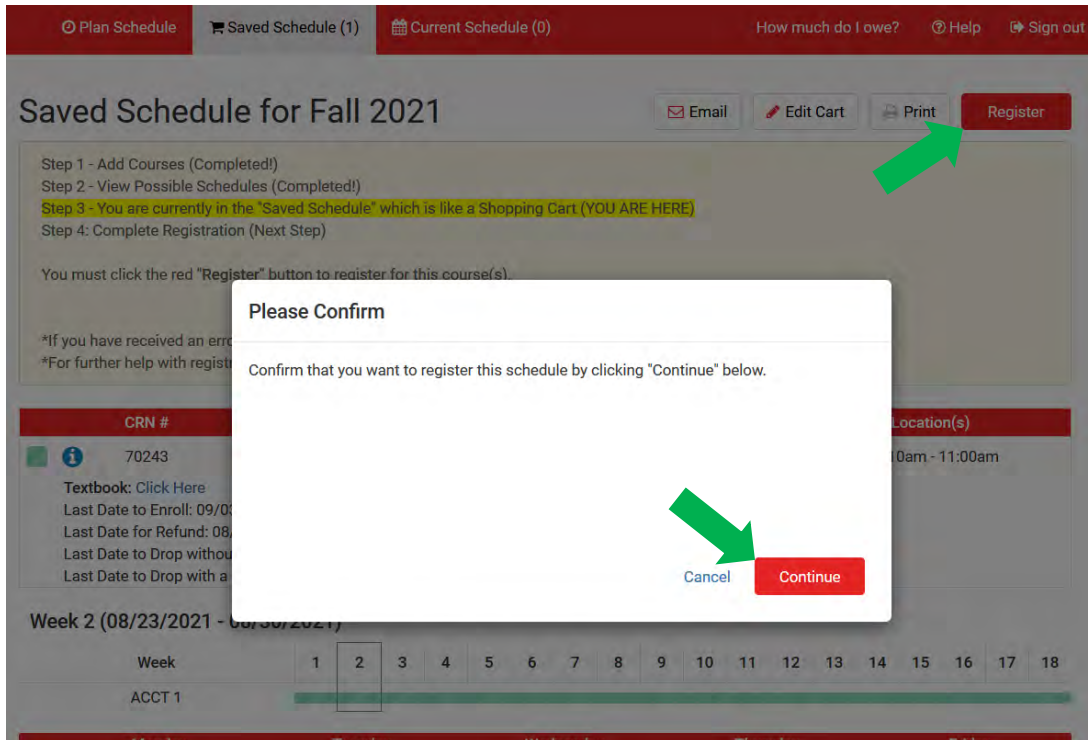 Plan Schedule Saved Schedule (1) Current Schedule (0) How much do I owe? Help Sign out
Saved Schedule for Fall 2021 Email Edit Cart Print Register
Step 1 - Add Courses (Completed!)
Step 2 - View Possible Schedules (Completed!)
Step 3 - You are currently in the "Saved Schedule" which is like a Shopping Cart (YOU ARE HERE)
Step 4: Complete Registration (Next Step)
You must click the red "Register" button to register for this course(s).
Please Confirm
*If you have received an
*For further help with
Confirm that you want to register this schedule by clicking "Continue" below.
CRN # Location(s)
70243 0am - 11:00am
Textbook: Click Here
Last Date to Enroll:
Last Date for Refund:
Last Date to Drop
Last Date to Drop with a
Cancel Continue
Week 2 (08/23/2021 -
Week 1 2 3 4 5 6 7 8 9 10 11 12 13 14 15 16 17 18
ACCT 1